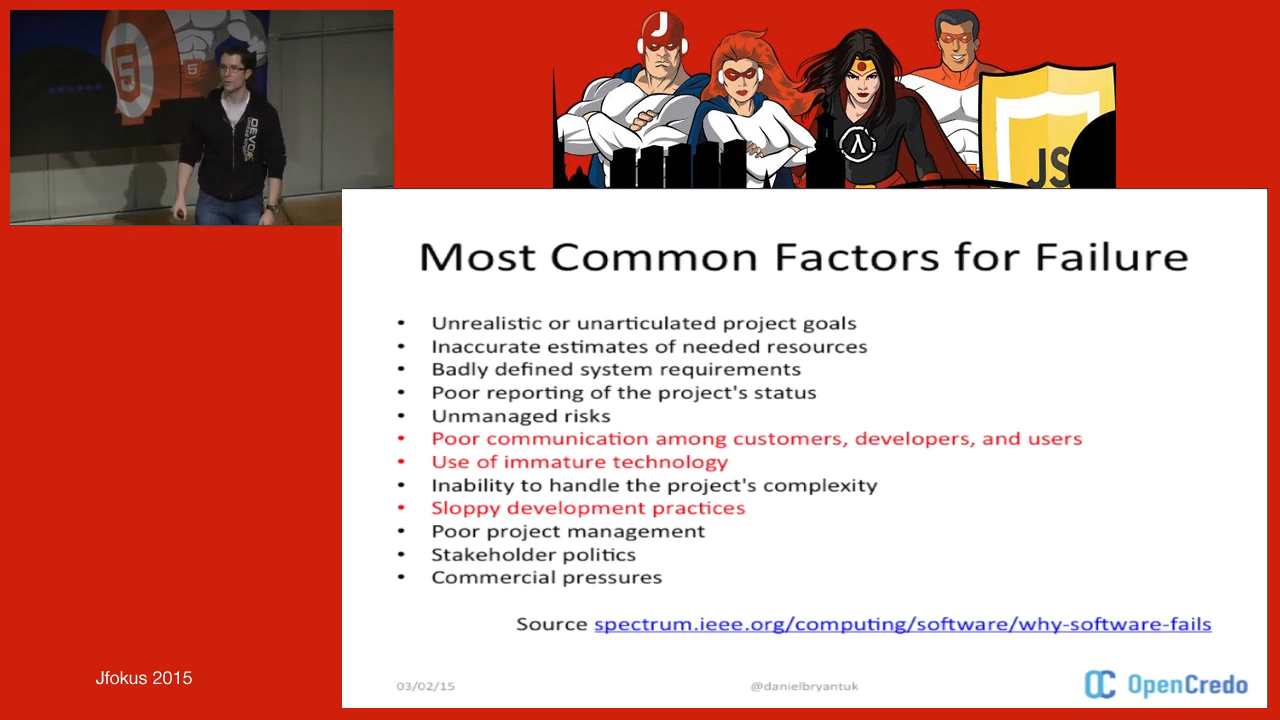 5
5
DEVO
J
JS
Most Common Factors for Failure
• Unrealistic or unarticulated project goals
• Inaccurate estimates of needed resources
• Badly defined system requirements
• Poor reporting of the project's status
• Unmanaged risks
• Poor communication among customers, developers, and users
• Use of immature technology
• Inability to handle the project's complexity
• Sloppy development practices
• Poor project management
• Stakeholder politics
• Commercial pressures
Source spectrum.ieee.org/computing/software/why-software-fails
Jfokus 2015
03/02/15
@danielbryantuk
OpenCredo